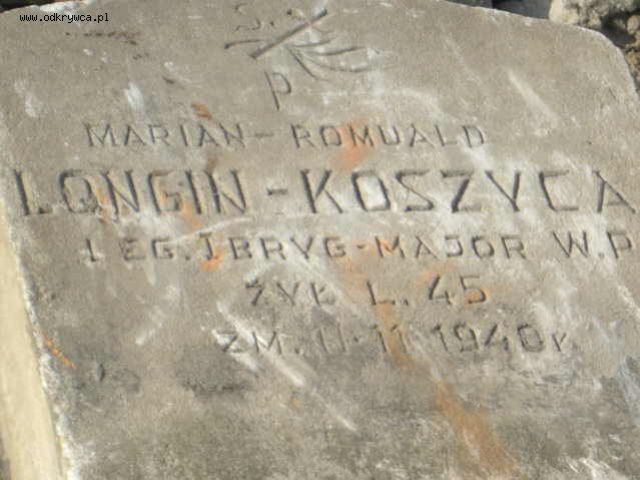 www.odkrywca.pl
Ś.
P
MARIAN-ROMUALD
LONGIN-KOSZYCA
LEG. I BRYG-MAJOR W.P
ŻYŁ L. 45
ZM. 11-11 1940 r